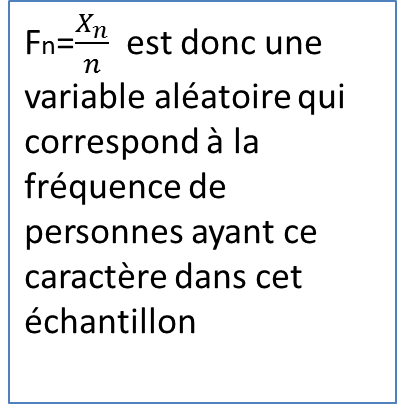 Fn=Xn/n est donc une
variable aléatoire qui
correspond à la
fréquence de
personnes ayant ce
caractère dans cet
échantillon